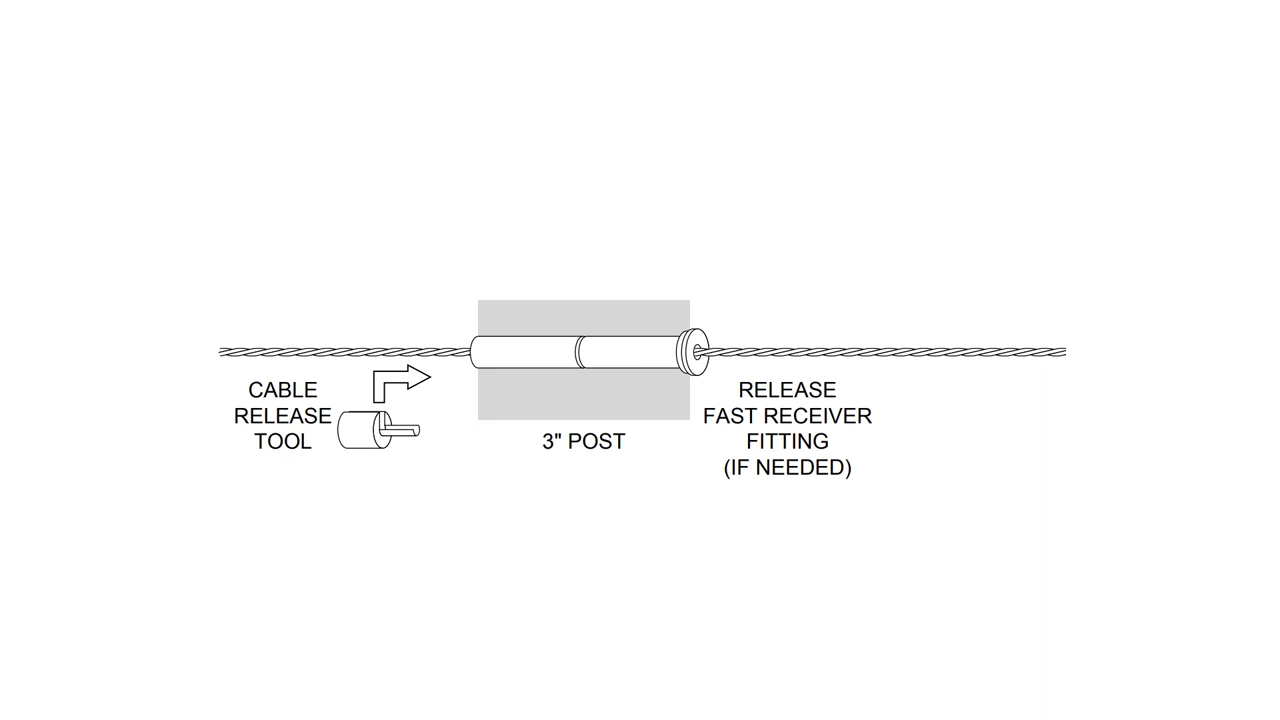 CABLE
RELEASE
TOOL
3" POST
RELEASE
FAST RECEIVER
FITTING
(IF NEEDED)